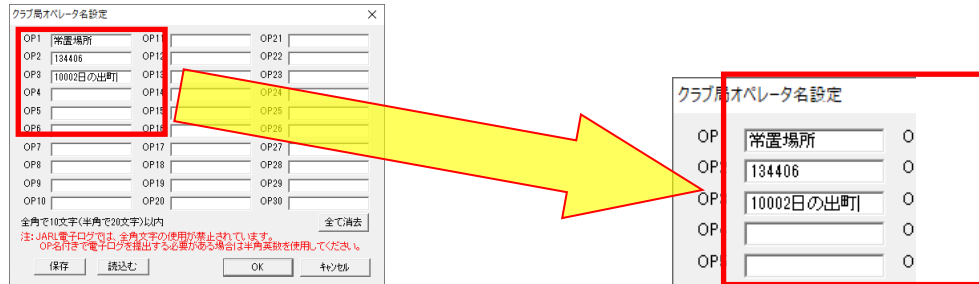 クラブ局オペレータ名設定
OP1 常置場所 OP11 OP21
OP2 134406 OP12 OP22
OP3 10002日の出町 OP13 OP23
OP4 OP14 OP24
OP5 OP15 OP25
OP6 OP16 OP26
OP7 OP17 OP27
OP8 OP18 OP28
OP9 OP19 OP29
OP10 OP20 OP30
全角で10文字(半角で20文字)以内 全て消去
注: JARL電子ログでは、全角文字の使用が禁止されています。
OP名付きで電子ログを提出する必要がある場合は半角英数を使用してください。
保存 読込む OK キャンセル
クラブ局オペレータ名設定
OP 常置場所 O
OP2 134406 O
OP3 10002日の出町 O
OP4 O
OP5 O